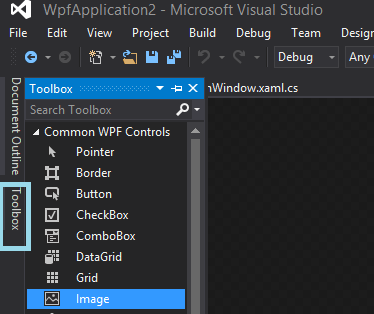 WpfApplication2 - Microsoft Visual Studio
File Edit View Project Build Debug Team Design
Debug Any
Document Outline
Toolbox
Toolbox
nWindow.xaml.cs
Search Toolbox
Common WPF Controls
Pointer
Border
Button
CheckBox
ComboBox
DataGrid
Grid
Image